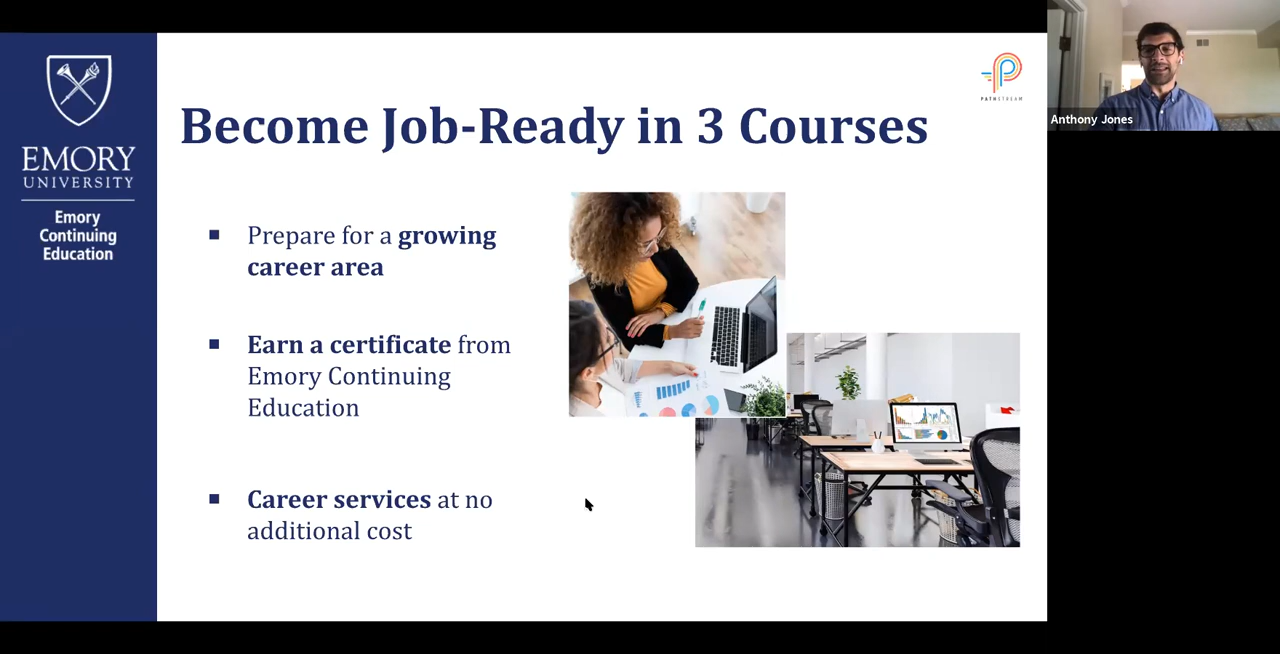 EMORY
UNIVERSITY
Emory
Continuing
Education
PATHSTREAM
Become Job-Ready in 3 Courses
▪ Prepare for a growing
career area
▪ Earn a certificate from
Emory Continuing
Education
▪ Career services at no
additional cost
Anthony Jones